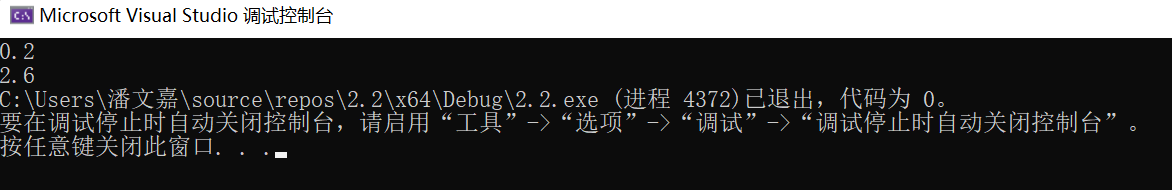 Microsoft Visual Studio 调试控制台
0.2
2.6
C:\Users\潘文嘉\source\repos\2.2\x64\Debug\2.2.exe (进程 4372)已退出，代码为 0。
要在调试停止时自动关闭控制台，请启用“工具”->“选项”->“调试”->“调试停止时自动关闭控制台”。
按任意键关闭此窗口. . .